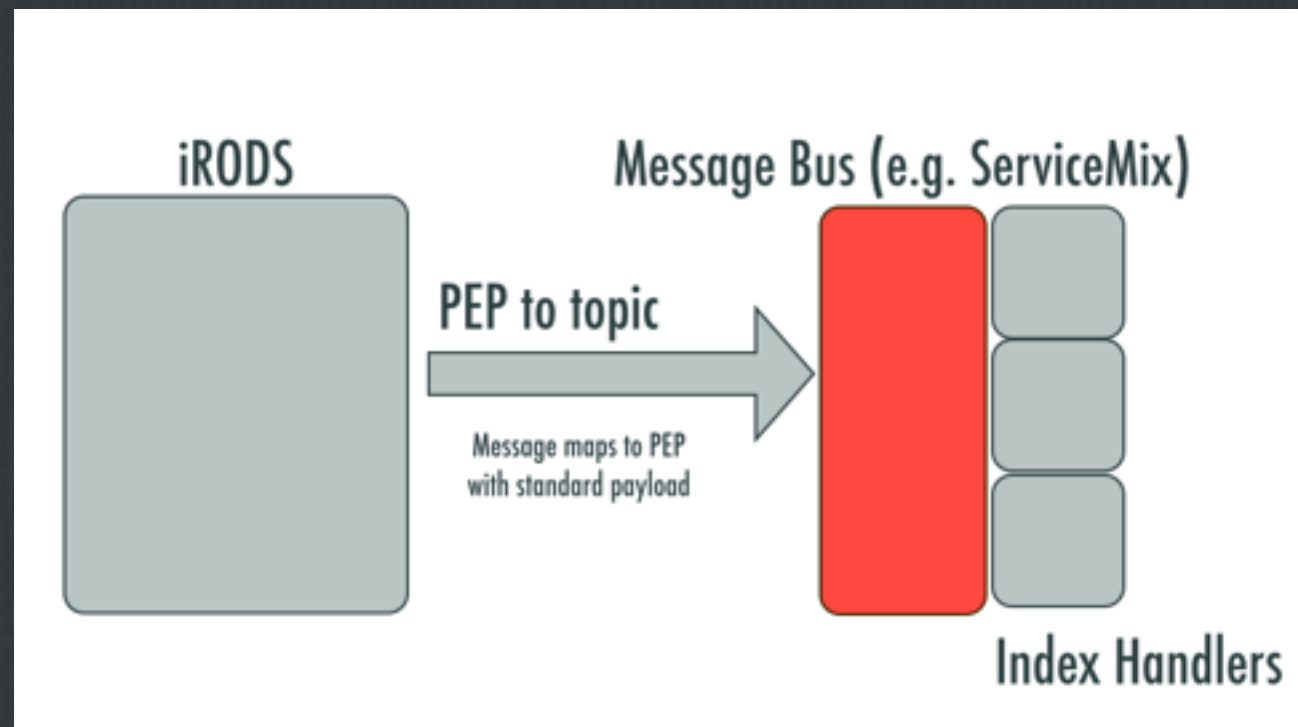 iRODS
Message Bus (e.g. ServiceMix)
PEP to topic
Message maps to PEP
with standard payload
Index Handlers